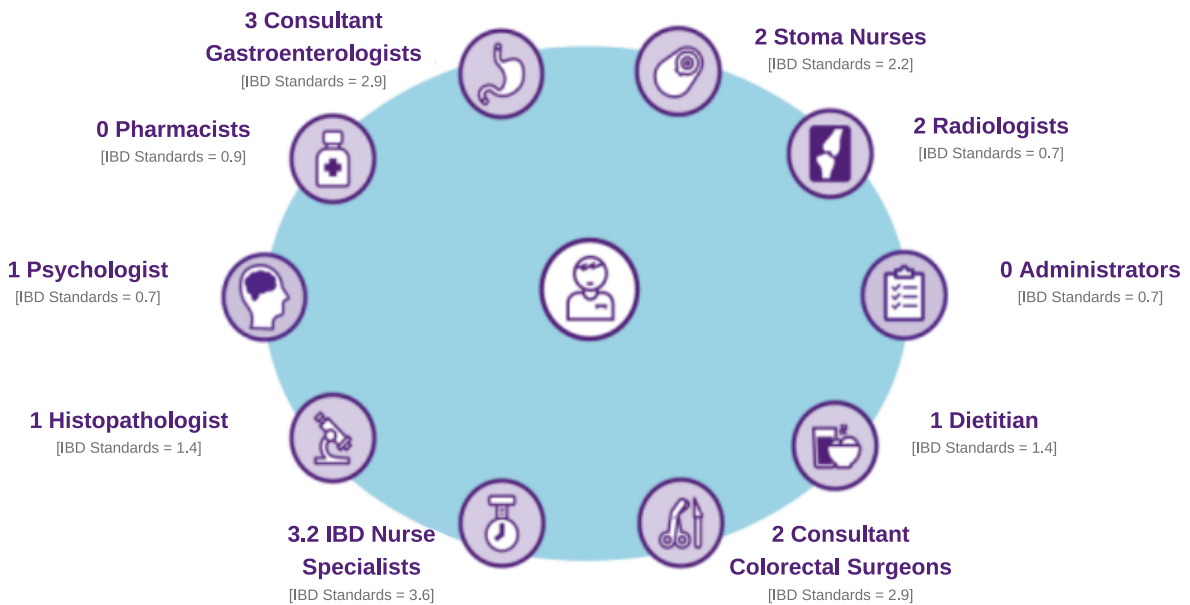 3 Consultant
Gastroenterologists
[IBD Standards = 2.9]
2 Stoma Nurses
[IBD Standards = 2.2]
0 Pharmacists
[IBD Standards = 0.9]
2 Radiologists
[IBD Standards = 0.7]
1 Psychologist
[IBD Standards = 0.7]
0 Administrators
[IBD Standards = 0.7]
1 Histopathologist
[IBD Standards = 1.4]
1 Dietitian
[IBD Standards = 1.4]
3.2 IBD Nurse
Specialists
[IBD Standards = 3.6]
2 Consultant
Colorectal Surgeons
[IBD Standards = 2.9]